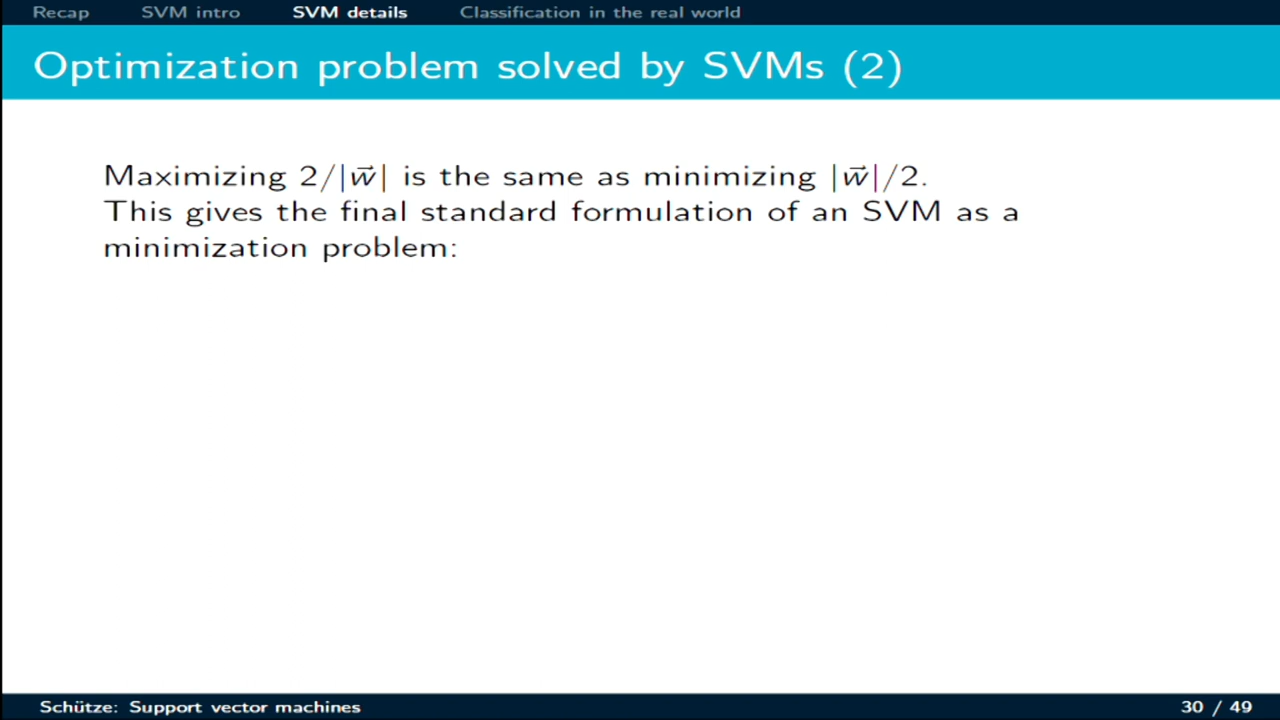 Recap SVM intro SVM details Classification in the real world
Optimization problem solved by SVMs (2)
Maximizing 2/|w⃗| is the same as minimizing |w⃗|/2.
This gives the final standard formulation of an SVM as a
minimization problem:
Schütze: Support vector machines 30 / 49